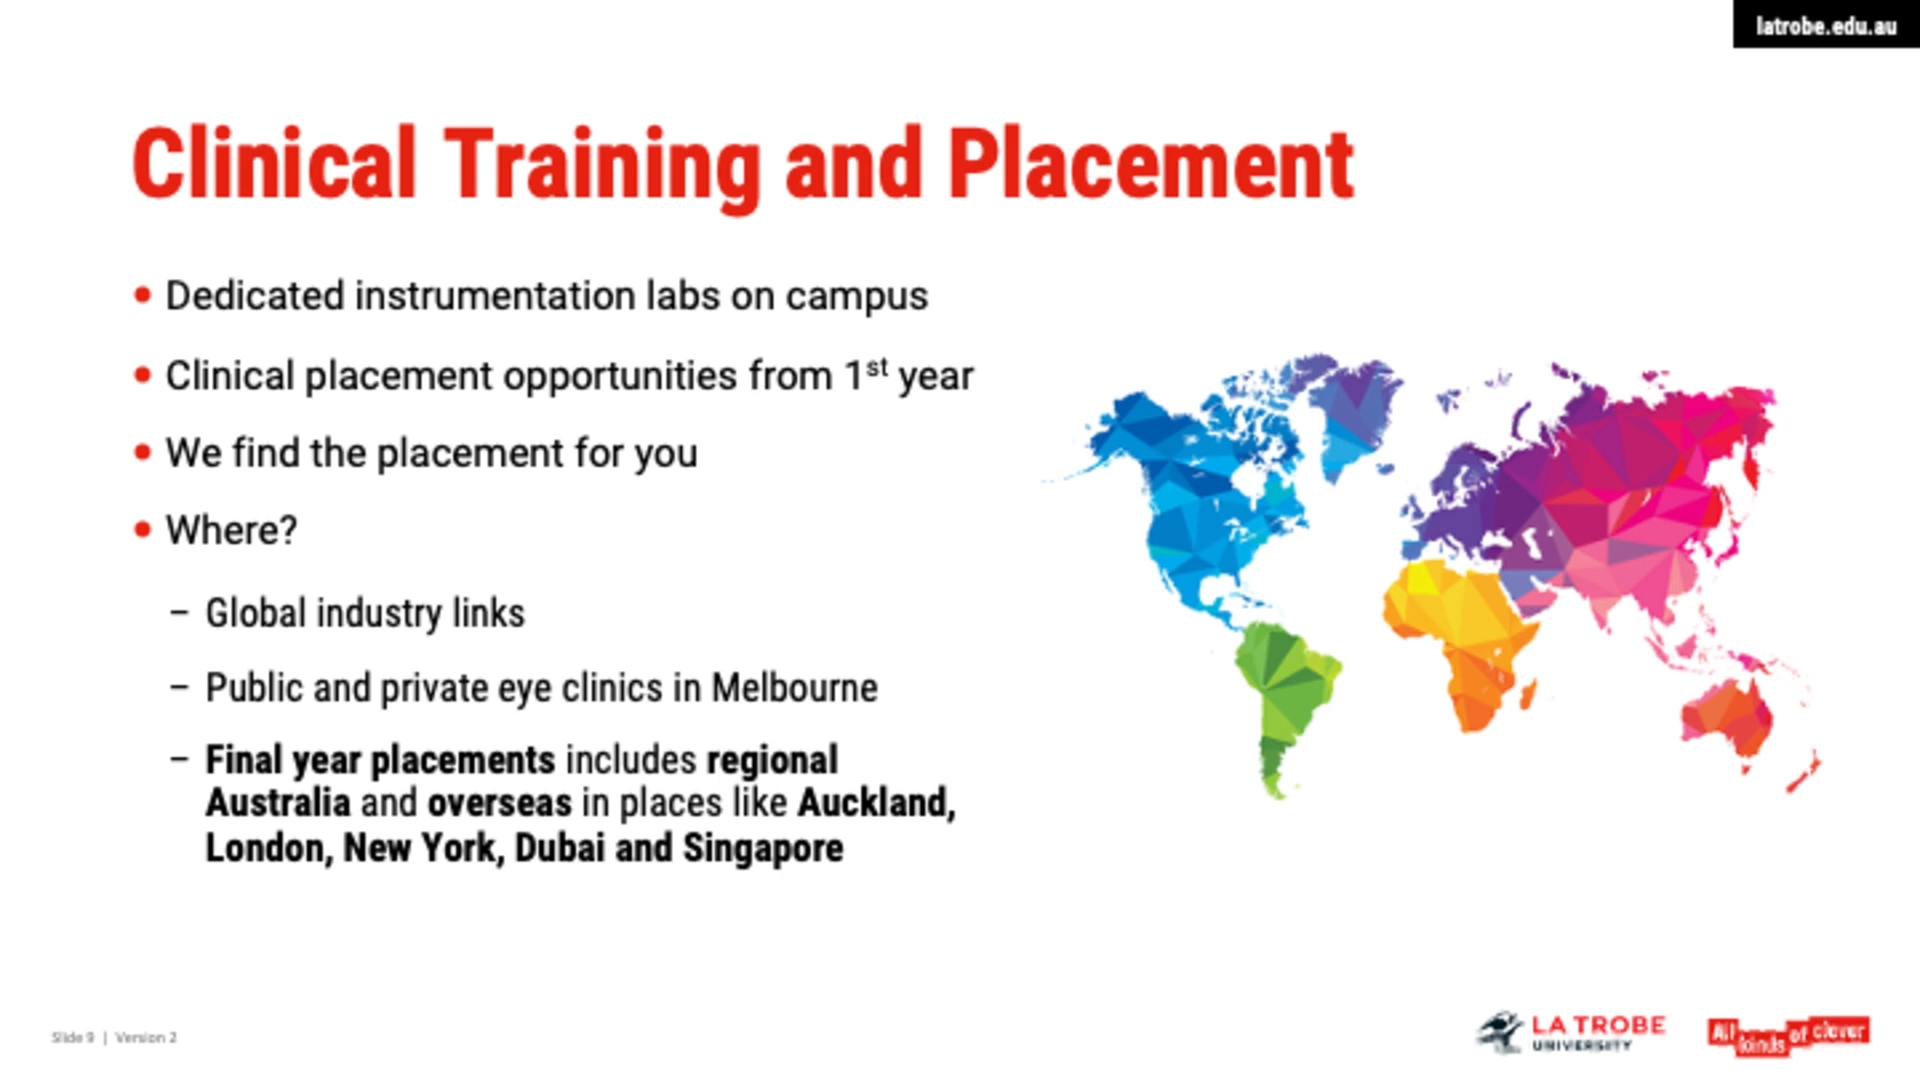 latrobe.edu.au
Clinical Training and Placement
• Dedicated instrumentation labs on campus
• Clinical placement opportunities from 1st year
• We find the placement for you
• Where?
– Global industry links
– Public and private eye clinics in Melbourne
– Final year placements includes regional
Australia and overseas in places like Auckland,
London, New York, Dubai and Singapore
Slide 9 | Version 2
LA TROBE
UNIVERSITY
All kinds of clever